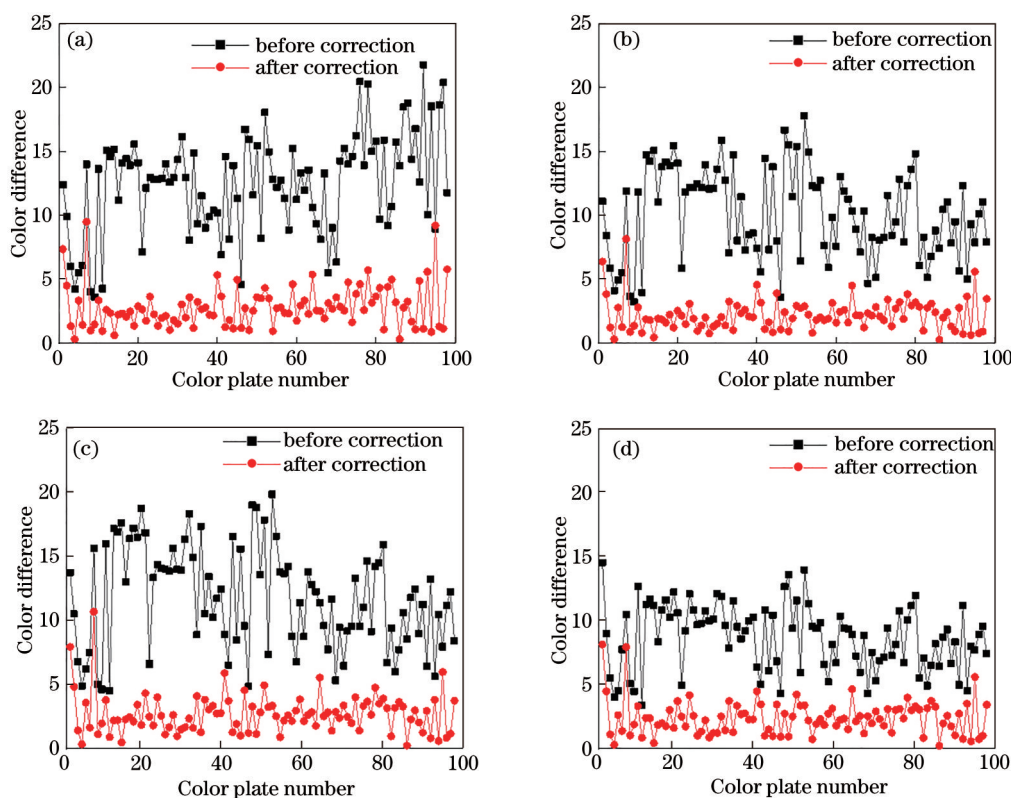 (a)
before correction
after correction
25
20
15
10
5
0
Color difference
0 20 40 60 80 100
Color plate number
(b)
before correction
after correction
25
20
15
10
5
0
Color difference
0 20 40 60 80 100
Color plate number
(c)
before correction
after correction
25
20
15
10
5
0
Color difference
0 20 40 60 80 100
Color plate number
(d)
before correction
after correction
25
20
15
10
5
0
Color difference
0 20 40 60 80 100
Color plate number